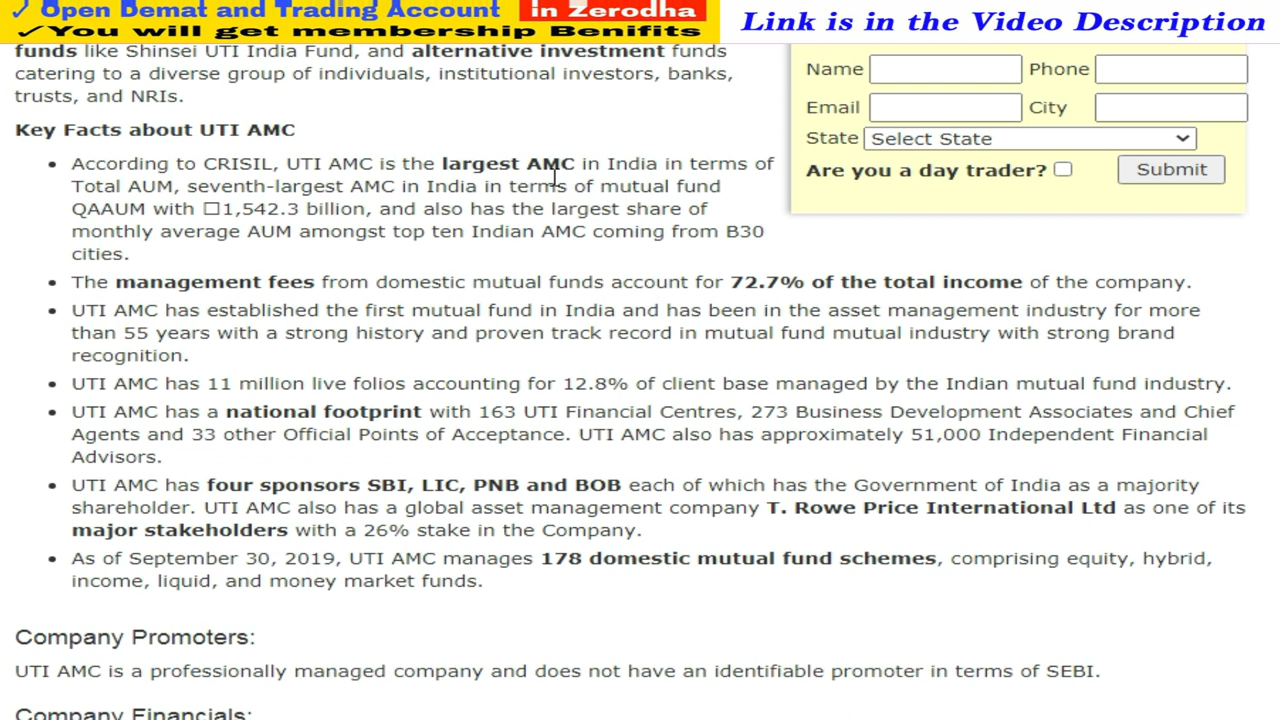 ✓ Open Demat and Trading Account In Zerodha
✓You will get membership Benifits
Link is in the Video Description
funds like Shinsei UTI India Fund, and alternative investment funds
catering to a diverse group of individuals, institutional investors, banks,
trusts, and NRIs.
Name Phone
Email City
State Select State
Are you a day trader? Submit
Key Facts about UTI AMC
• According to CRISIL, UTI AMC is the largest AMC in India in terms of
Total AUM, seventh-largest AMC in India in terms of mutual fund
QAAUM with □1,542.3 billion, and also has the largest share of
monthly average AUM amongst top ten Indian AMC coming from B30
cities.
• The management fees from domestic mutual funds account for 72.7% of the total income of the company.
• UTI AMC has established the first mutual fund in India and has been in the asset management industry for more
than 55 years with a strong history and proven track record in mutual fund mutual industry with strong brand
recognition.
• UTI AMC has 11 million live folios accounting for 12.8% of client base managed by the Indian mutual fund industry.
• UTI AMC has a national footprint with 163 UTI Financial Centres, 273 Business Development Associates and Chief
Agents and 33 other Official Points of Acceptance. UTI AMC also has approximately 51,000 Independent Financial
Advisors.
• UTI AMC has four sponsors SBI, LIC, PNB and BOB each of which has the Government of India as a majority
shareholder. UTI AMC also has a global asset management company T. Rowe Price International Ltd as one of its
major stakeholders with a 26% stake in the Company.
• As of September 30, 2019, UTI AMC manages 178 domestic mutual fund schemes, comprising equity, hybrid,
income, liquid, and money market funds.
Company Promoters:
UTI AMC is a professionally managed company and does not have an identifiable promoter in terms of SEBI.
Company Financials: